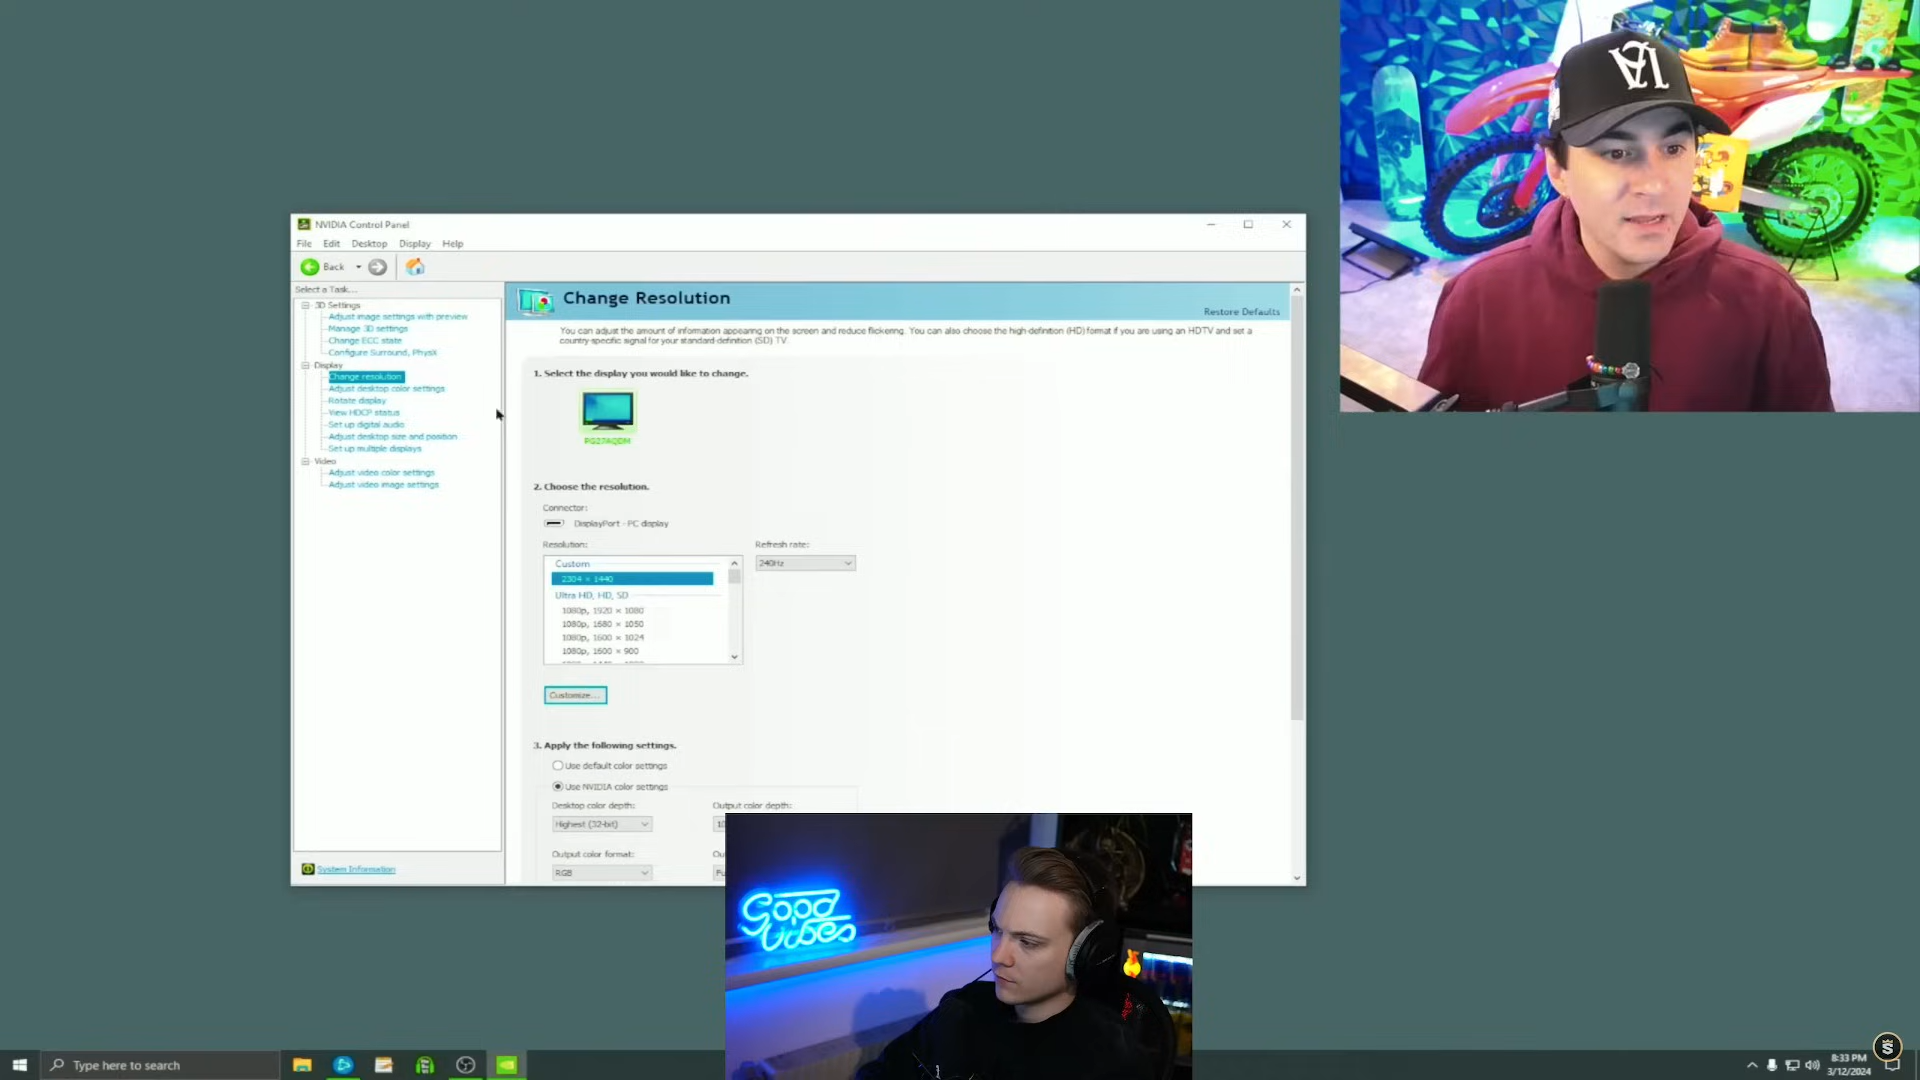 NVIDIA Control Panel
File Edit Desktop Display Help
Back
Select a Task...
3D Settings
Adjust image settings with preview
Manage 3D settings
Change ECC state
Configure Surround, PhysX
Display
Change resolution
Adjust desktop color settings
Rotate display
View HDCP status
Set up digital audio
Adjust desktop size and position
Set up multiple displays
Video
Adjust video color settings
Adjust video image settings
System Information
Change Resolution
Restore Defaults
You can adjust the amount of information appearing on the screen and reduce flickering. You can also choose the high-definition (HD) format if you are using an HDTV and set a
country-specific signal for your standard definition (SD) TV.
1. Select the display you would like to change.
PG27AQDM
2. Choose the resolution.
Connector:
DisplayPort - PC display
Resolution:
Refresh rate:
Custom
240Hz
2304 × 1440
Ultra HD, HD, SD
1080p, 1920 × 1080
1080p, 1680 × 1050
1080p, 1600 × 1024
1080p, 1600 × 900
Customize...
3. Apply the following settings.
Use default color settings
Use NVIDIA color settings
Desktop color depth:
Output color depth:
Highest (32-bit)
Output color format:
RGB
Good
Vibes
Type here to search
8:33 PM
3/12/2024